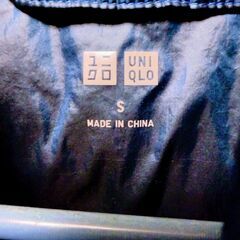 ユニ UNI
クロ QLO
S
MADE IN CHINA